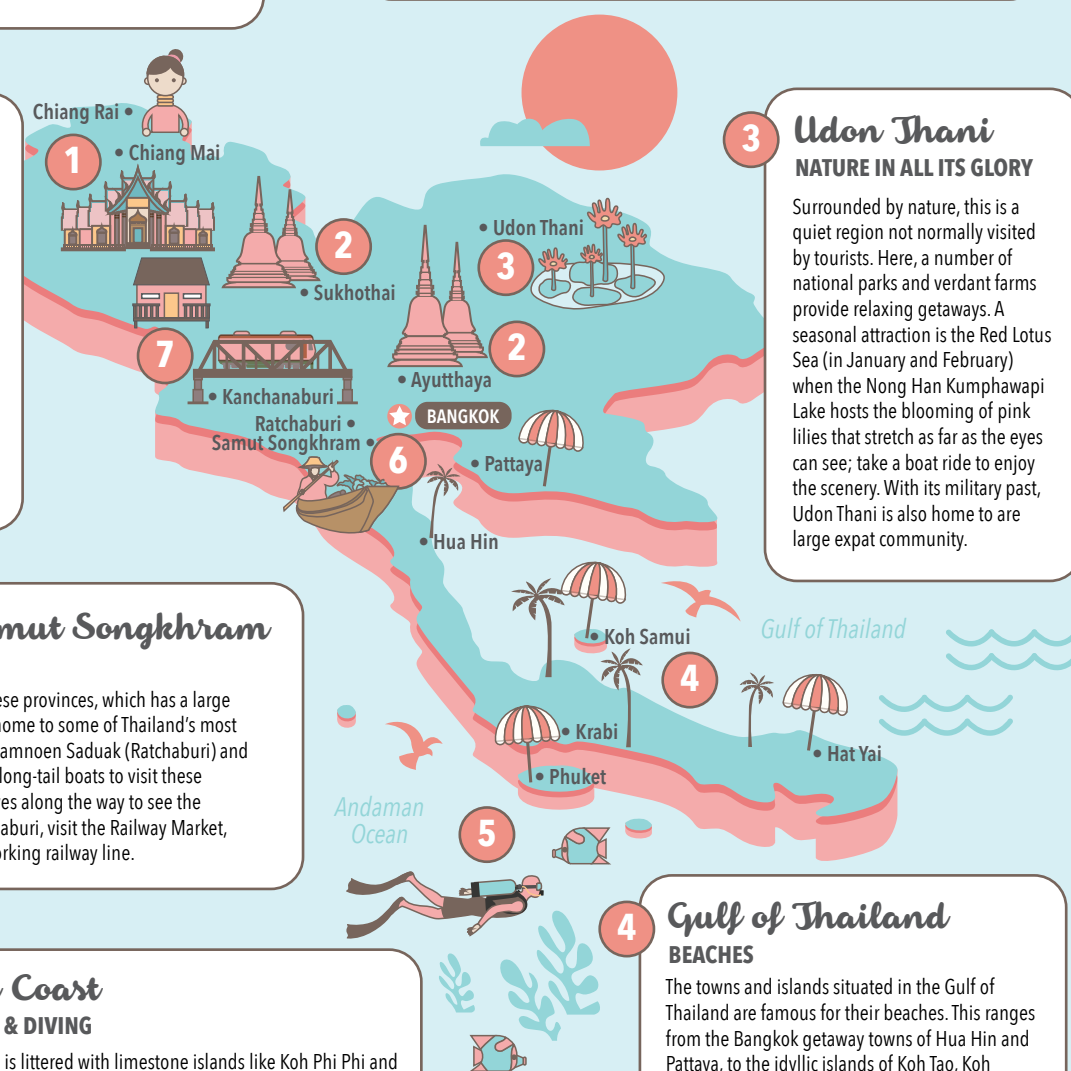 Chiang Rai •
1
• Chiang Mai
2
• Sukhothai
• Udon Thani
3
7
2
• Ayutthaya
• Kanchanaburi
BANGKOK
Ratchaburi •
Samut Songkhram •
6
• Pattaya
• Hua Hin
• Koh Samui
4
Gulf of Thailand
• Krabi
• Hat Yai
• Phuket
Andaman
Ocean
5
3
Udon Thani
NATURE IN ALL ITS GLORY
Surrounded by nature, this is a
quiet region not normally visited
by tourists. Here, a number of
national parks and verdant farms
provide relaxing getaways. A
seasonal attraction is the Red Lotus
Sea (in January and February)
when the Nong Han Kumphawapi
Lake hosts the blooming of pink
lilies that stretch as far as the eyes
can see; take a boat ride to enjoy
the scenery. With its military past,
Udon Thani is also home to are
large expat community.
mut Songkhram
ese provinces, which has a large
home to some of Thailand's most
amnoen Saduak (Ratchaburi) and
long-tail boats to visit these
es along the way to see the
aburi, visit the Railway Market,
orking railway line.
Coast
& DIVING
is littered with limestone islands like Koh Phi Phi and
4
Gulf of Thailand
BEACHES
The towns and islands situated in the Gulf of
Thailand are famous for their beaches. This ranges
from the Bangkok getaway towns of Hua Hin and
Pattaya, to the idyllic islands of Koh Tao, Koh